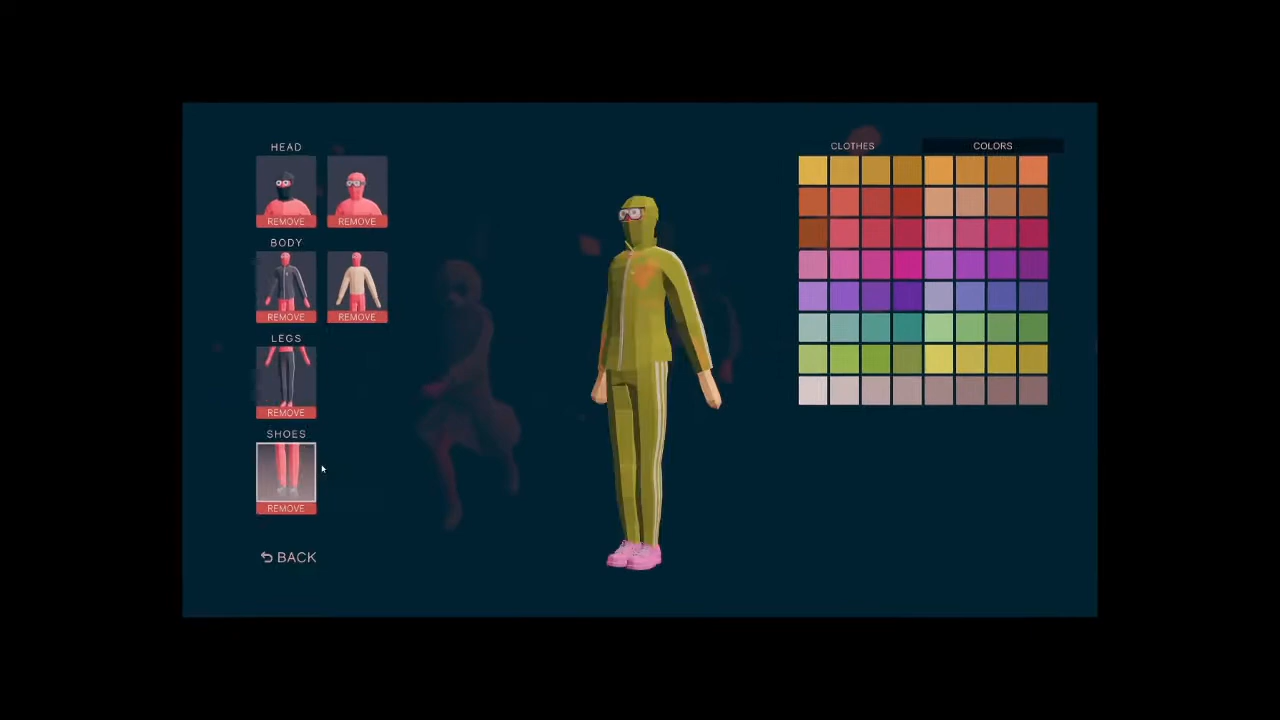 HEAD
REMOVE REMOVE
BODY
REMOVE REMOVE
LEGS
REMOVE
SHOES
REMOVE
BACK
CLOTHES COLORS